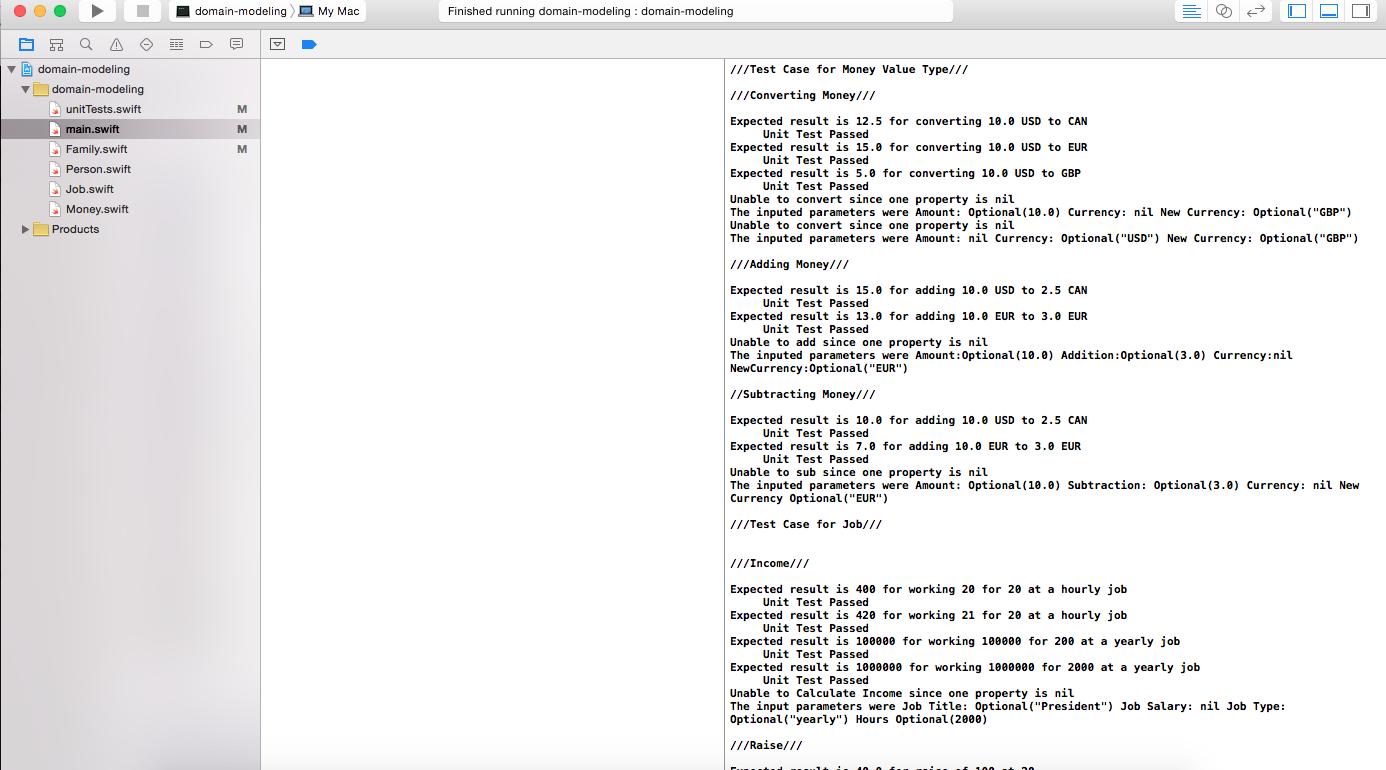 domain-modeling
My Mac
Finished running domain-modeling : domain-modeling
domain-modeling
domain-modeling
unitTests.swift M
main.swift M
Family.swift M
Person.swift
Job.swift
Money.swift
Products
///Test Case for Money Value Type///
///Converting Money///
Expected result is 12.5 for converting 10.0 USD to CAN
Unit Test Passed
Expected result is 15.0 for converting 10.0 USD to EUR
Unit Test Passed
Expected result is 5.0 for converting 10.0 USD to GBP
Unit Test Passed
Unable to convert since one property is nil
The inputed parameters were Amount: Optional(10.0) Currency: nil New Currency: Optional("GBP")
Unable to convert since one property is nil
The inputed parameters were Amount: nil Currency: Optional("USD") New Currency: Optional("GBP")
///Adding Money///
Expected result is 15.0 for adding 10.0 USD to 2.5 CAN
Unit Test Passed
Expected result is 13.0 for adding 10.0 EUR to 3.0 EUR
Unit Test Passed
Unable to add since one property is nil
The inputed parameters were Amount:Optional(10.0) Addition:Optional(3.0) Currency:nil
NewCurrency:Optional("EUR")
//Subtracting Money///
Expected result is 10.0 for adding 10.0 USD to 2.5 CAN
Unit Test Passed
Expected result is 7.0 for adding 10.0 EUR to 3.0 EUR
Unit Test Passed
Unable to sub since one property is nil
The inputed parameters were Amount: Optional(10.0) Subtraction: Optional(3.0) Currency: nil New
Currency Optional("EUR")
///Test Case for Job///
///Income///
Expected result is 400 for working 20 for 20 at a hourly job
Unit Test Passed
Expected result is 420 for working 21 for 20 at a hourly job
Unit Test Passed
Expected result is 100000 for working 100000 for 200 at a yearly job
Unit Test Passed
Expected result is 1000000 for working 1000000 for 2000 at a yearly job
Unit Test Passed
Unable to Calculate Income since one property is nil
The input parameters were Job Title: Optional("President") Job Salary: nil Job Type:
Optional("yearly") Hours Optional(2000)
///Raise///
Expected result is 40.0 for raise of 100 at 20